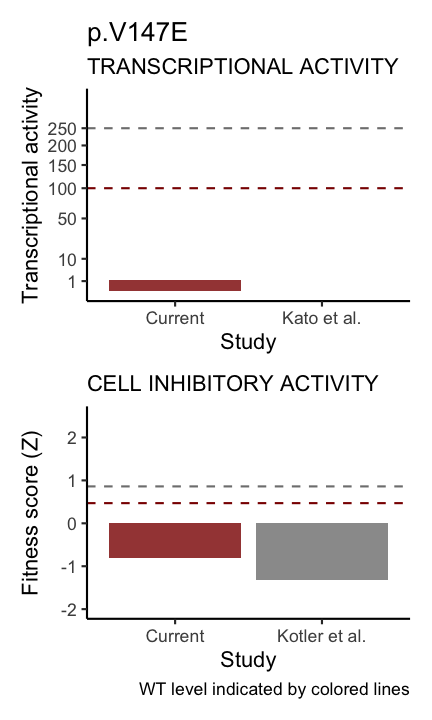 p.V147E
TRANSCRIPTIONAL ACTIVITY
Transcriptional activity
250
200
150
100
50
10
1
Current
Kato et al.
Study
CELL INHIBITORY ACTIVITY
Fitness score (Z)
2
1
0
-1
-2
Current
Kotler et al.
Study
WT level indicated by colored lines